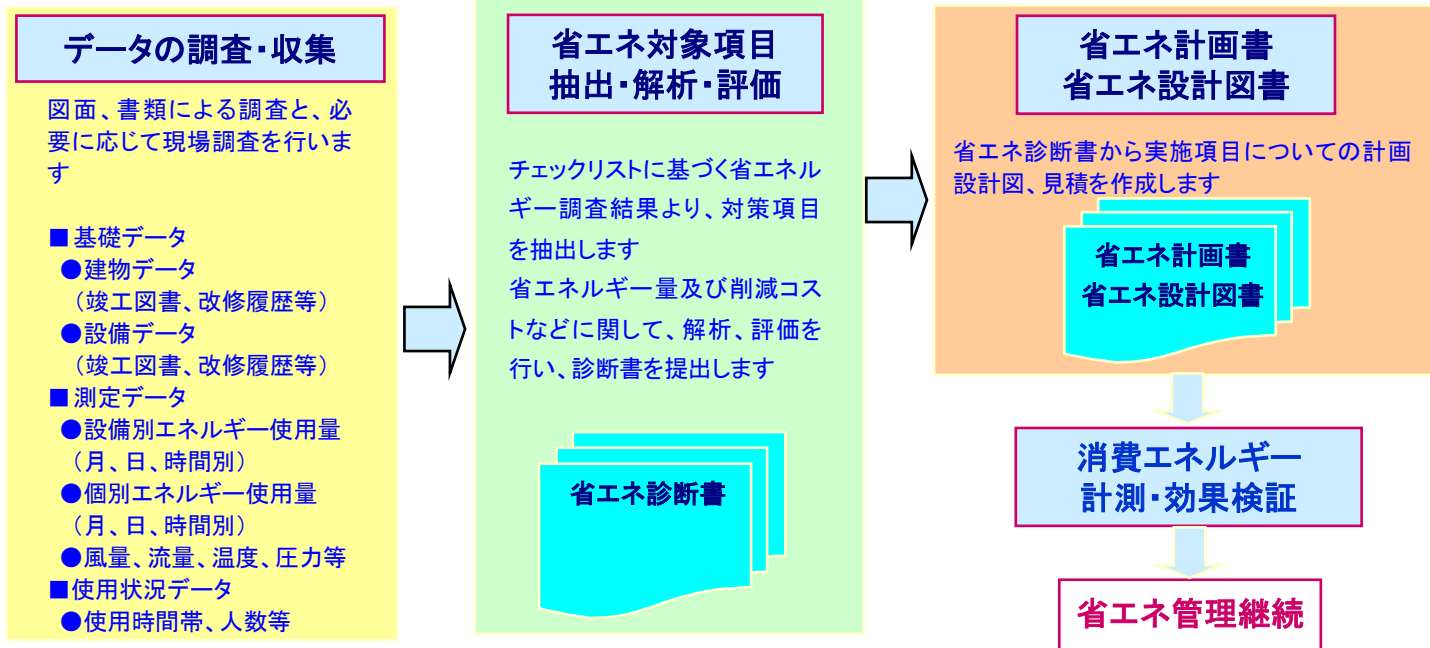 データの調査・収集
図面、書類による調査と、必
要に応じて現場調査を行いま
す
■基礎データ
●建物データ
（竣工図書、改修履歴等）
●設備データ
（竣工図書、改修履歴等）
■測定データ
●設備別エネルギー使用量
（月、日、時間別）
●個別エネルギー使用量
（月、日、時間別）
●風量、流量、温度、圧力等
■使用状況データ
●使用時間帯、人数等
省エネ対象項目
抽出・解析・評価
チェックリストに基づく省エネル
ギー調査結果より、対策項目
を抽出します
省エネルギー量及び削減コス
トなどに関して、解析、評価を
行い、診断書を提出します
省エネ診断書
省エネ計画書
省エネ設計図書
省エネ診断書から実施項目についての計画
設計図、見積を作成します
省エネ計画書
省エネ設計図書
消費エネルギー
計測・効果検証
省エネ管理継続